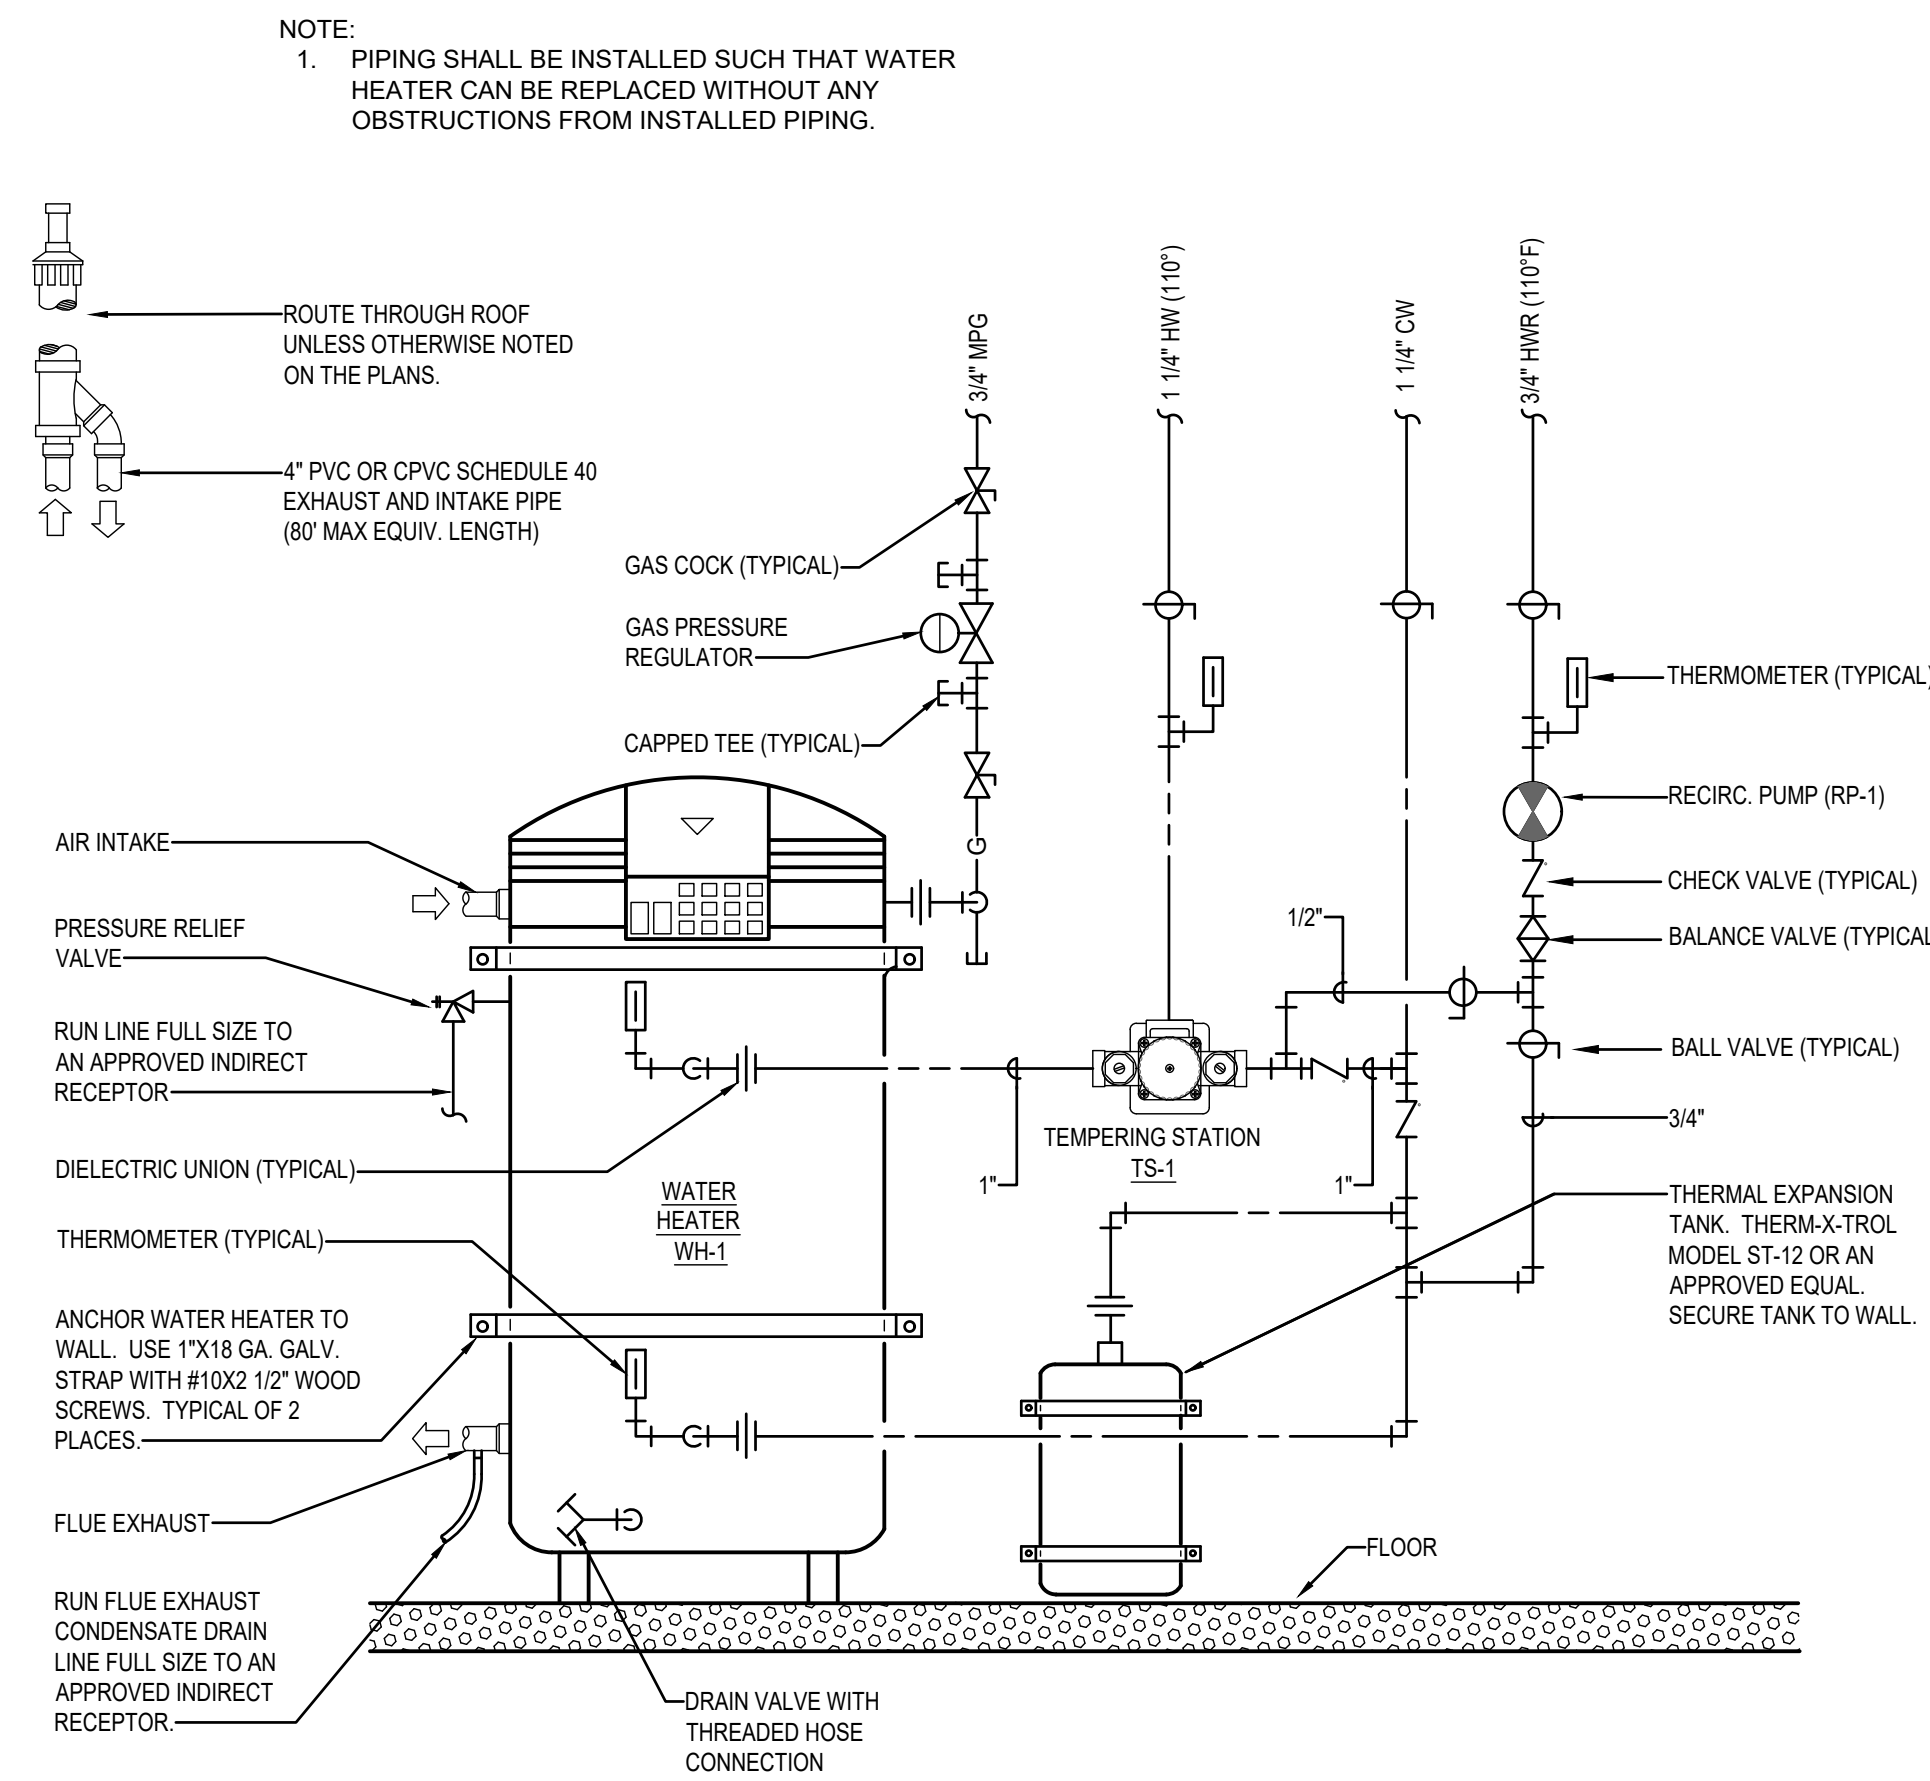 NOTE:
1. PIPING SHALL BE INSTALLED SUCH THAT WATER
HEATER CAN BE REPLACED WITHOUT ANY
OBSTRUCTIONS FROM INSTALLED PIPING.
ROUTE THROUGH ROOF
UNLESS OTHERWISE NOTED
ON THE PLANS.
4" PVC OR CPVC SCHEDULE 40
EXHAUST AND INTAKE PIPE
(80' MAX EQUIV. LENGTH)
3/4" MPG
1 1/4" HW (110°)
1 1/4" CW
3/4" HWR (110°F)
GAS COCK (TYPICAL)
GAS PRESSURE
REGULATOR
CAPPED TEE (TYPICAL)
G
THERMOMETER (TYPICAL)
RECIRC. PUMP (RP-1)
CHECK VALVE (TYPICAL)
BALANCE VALVE (TYPICAL
BALL VALVE (TYPICAL)
3/4"
THERMAL EXPANSION
TANK. THERM-X-TROL
MODEL ST-12 OR AN
APPROVED EQUAL.
SECURE TANK TO WALL.
1/2"
1"
1"
TEMPERING STATION
TS-1
AIR INTAKE
PRESSURE RELIEF
VALVE
RUN LINE FULL SIZE TO
AN APPROVED INDIRECT
RECEPTOR
DIELECTRIC UNION (TYPICAL)
THERMOMETER (TYPICAL)
ANCHOR WATER HEATER TO
WALL. USE 1"X18 GA. GALV.
STRAP WITH #10X2 1/2" WOOD
SCREWS. TYPICAL OF 2
PLACES.
FLUE EXHAUST
RUN FLUE EXHAUST
CONDENSATE DRAIN
LINE FULL SIZE TO AN
APPROVED INDIRECT
RECEPTOR.
WATER
HEATER
WH-1
FLOOR
DRAIN VALVE WITH
THREADED HOSE
CONNECTION